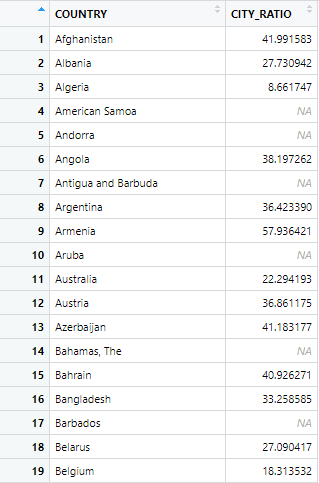 COUNTRY CITY_RATIO
1 Afghanistan 41.991583
2 Albania 27.730942
3 Algeria 8.661747
4 American Samoa NA
5 Andorra NA
6 Angola 38.197262
7 Antigua and Barbuda NA
8 Argentina 36.423390
9 Armenia 57.936421
10 Aruba NA
11 Australia 22.294193
12 Austria 36.861175
13 Azerbaijan 41.183177
14 Bahamas, The NA
15 Bahrain 40.926271
16 Bangladesh 33.258585
17 Barbados NA
18 Belarus 27.090417
19 Belgium 18.313532